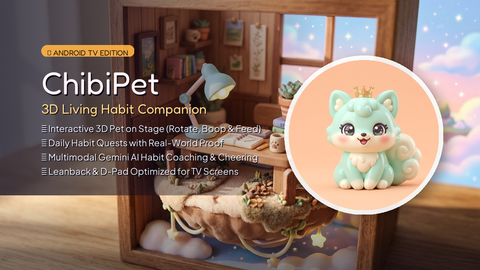 ANDROID TV EDITION
ChibiPet
3D Living Habit Companion
Interactive 3D Pet on Stage (Rotate, Boop & Feed)
Daily Habit Quests with Real-World Proof
Multimodal Gemini AI Habit Coaching & Cheering
Leanback & D-Pad Optimized for TV Screens